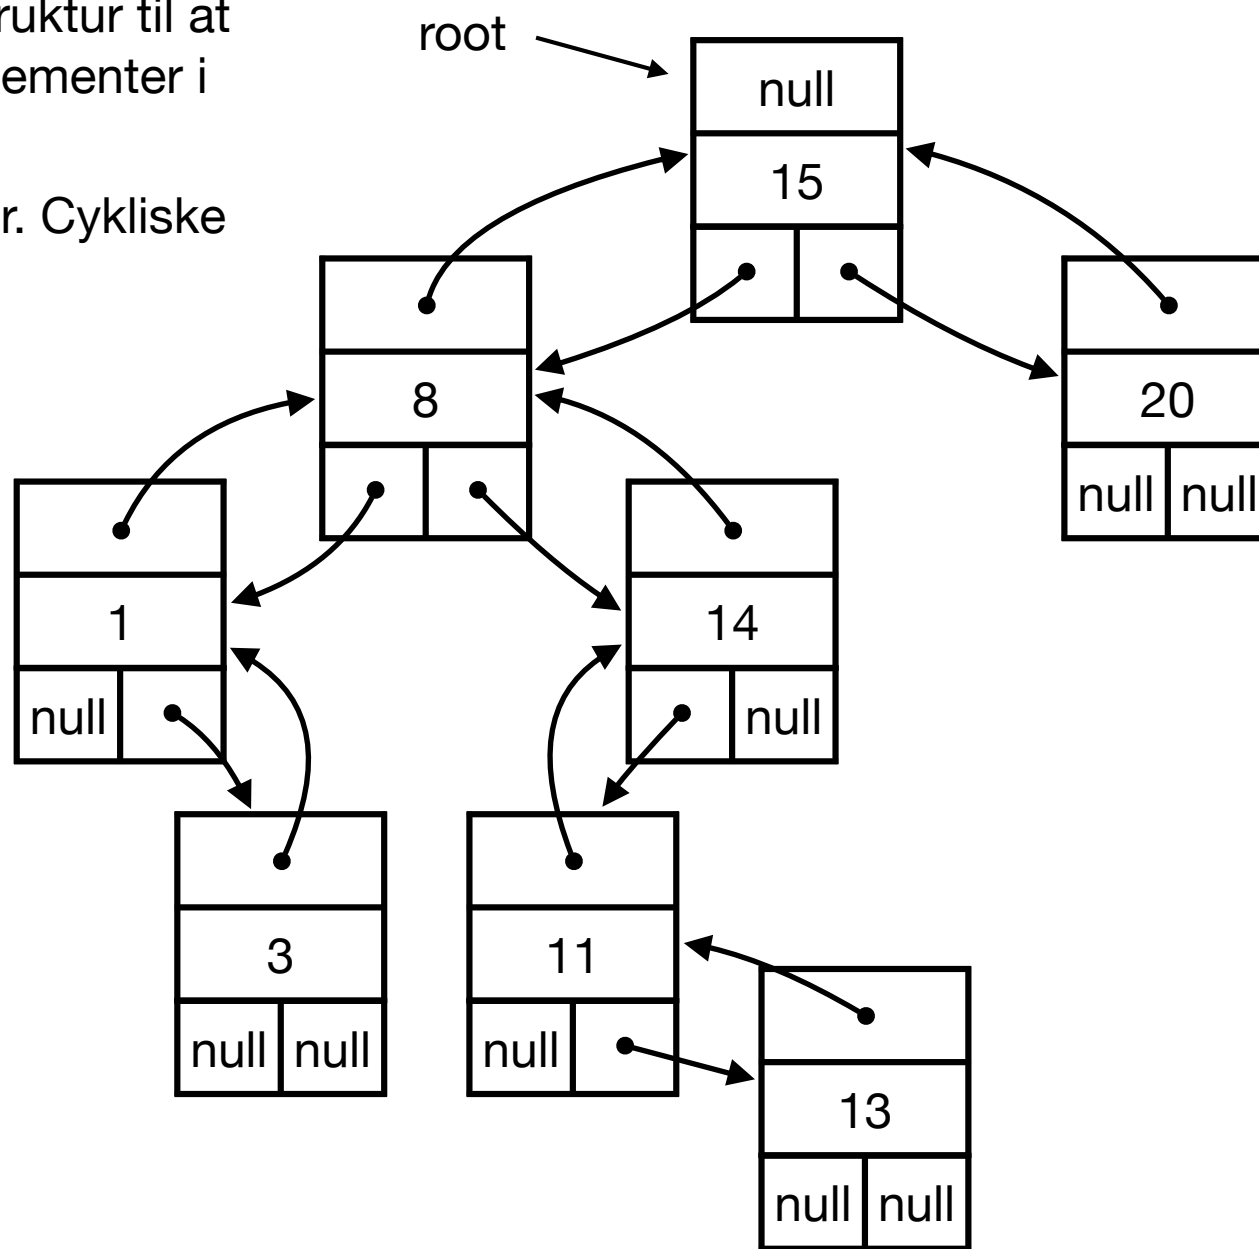 ruktur til at
ementer i
r. Cykliske
root
null
15
8
20
null null
1
14
null
null
3
11
null null
null
13
null null